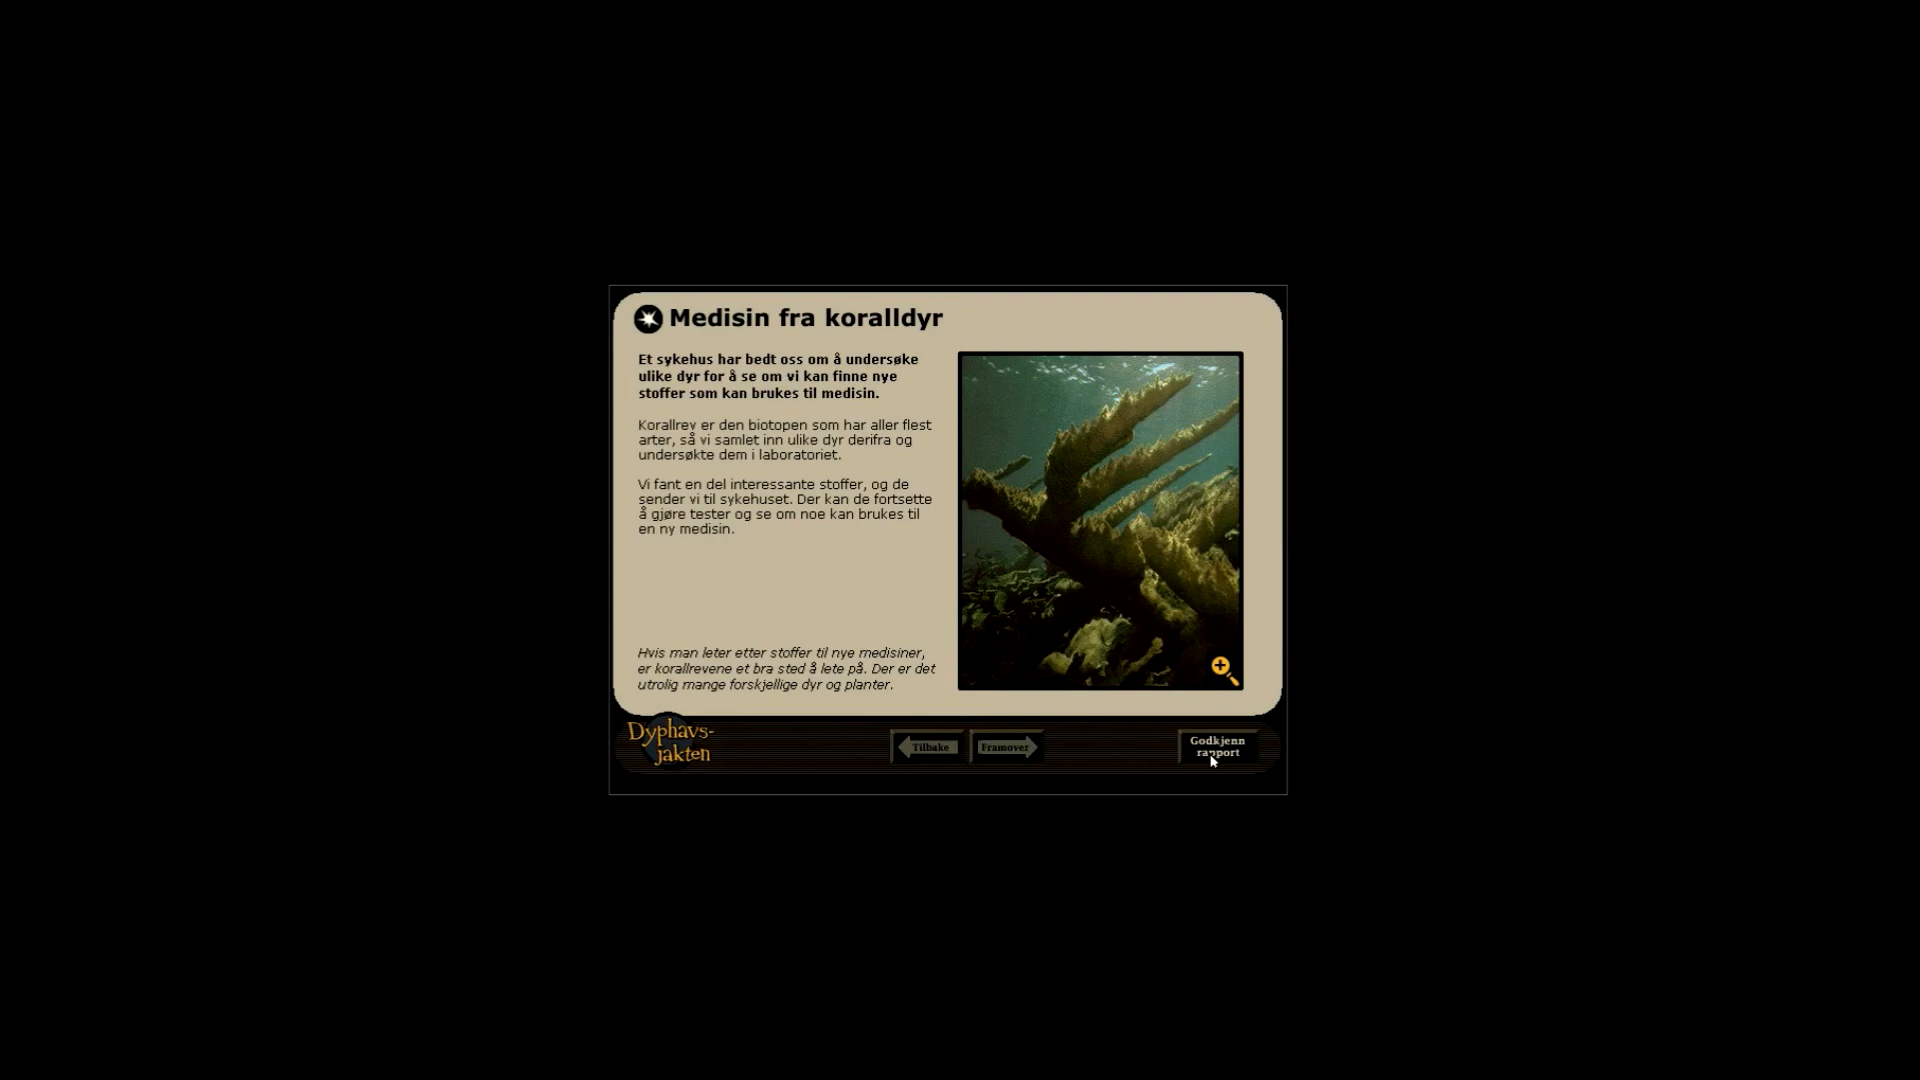 Medisin fra koralldyr
Et sykehus har bedt oss om å undersøke
ulike dyr for å se om vi kan finne nye
stoffer som kan brukes til medisin.
Korallrev er den biotopen som har aller flest
arter, så vi samlet inn ulike dyr derifra og
undersøkte dem i laboratoriet.
Vi fant en del interessante stoffer, og de
sender vi til sykehuset. Der kan de fortsette
å gjøre tester og se om noe kan brukes til
en ny medisin.
Hvis man leter etter stoffer til nye medisiner,
er korallrevene et bra sted å lete på. Der er det
utrolig mange forskjellige dyr og planter.
Dyphavs-
jakten
Tilbake
Framover
Godkjenn
rapport